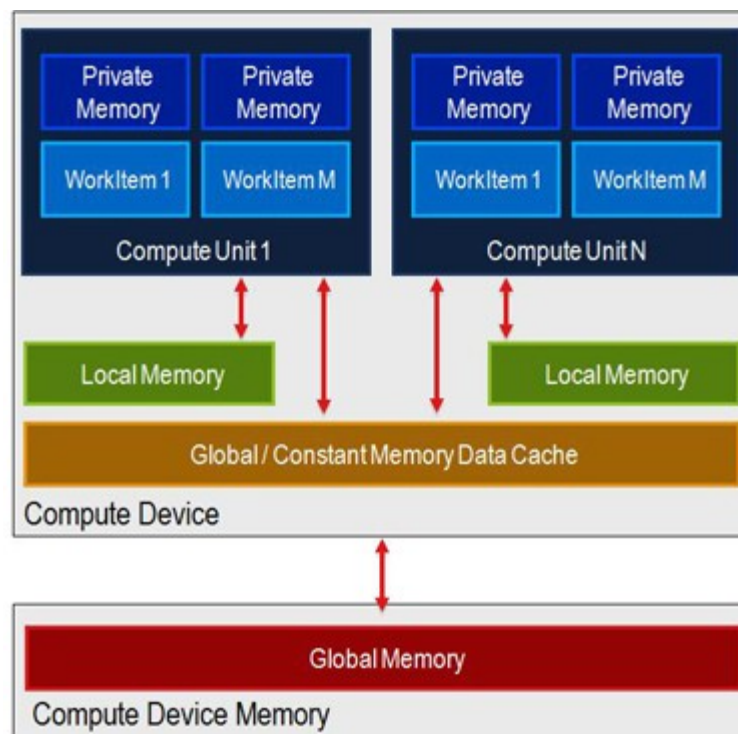 Private Memory
Private Memory
Private Memory
Private Memory
WorkItem 1
WorkItem M
WorkItem 1
WorkItem M
Compute Unit 1
Compute Unit N
Local Memory
Local Memory
Global / Constant Memory Data Cache
Compute Device
Global Memory
Compute Device Memory